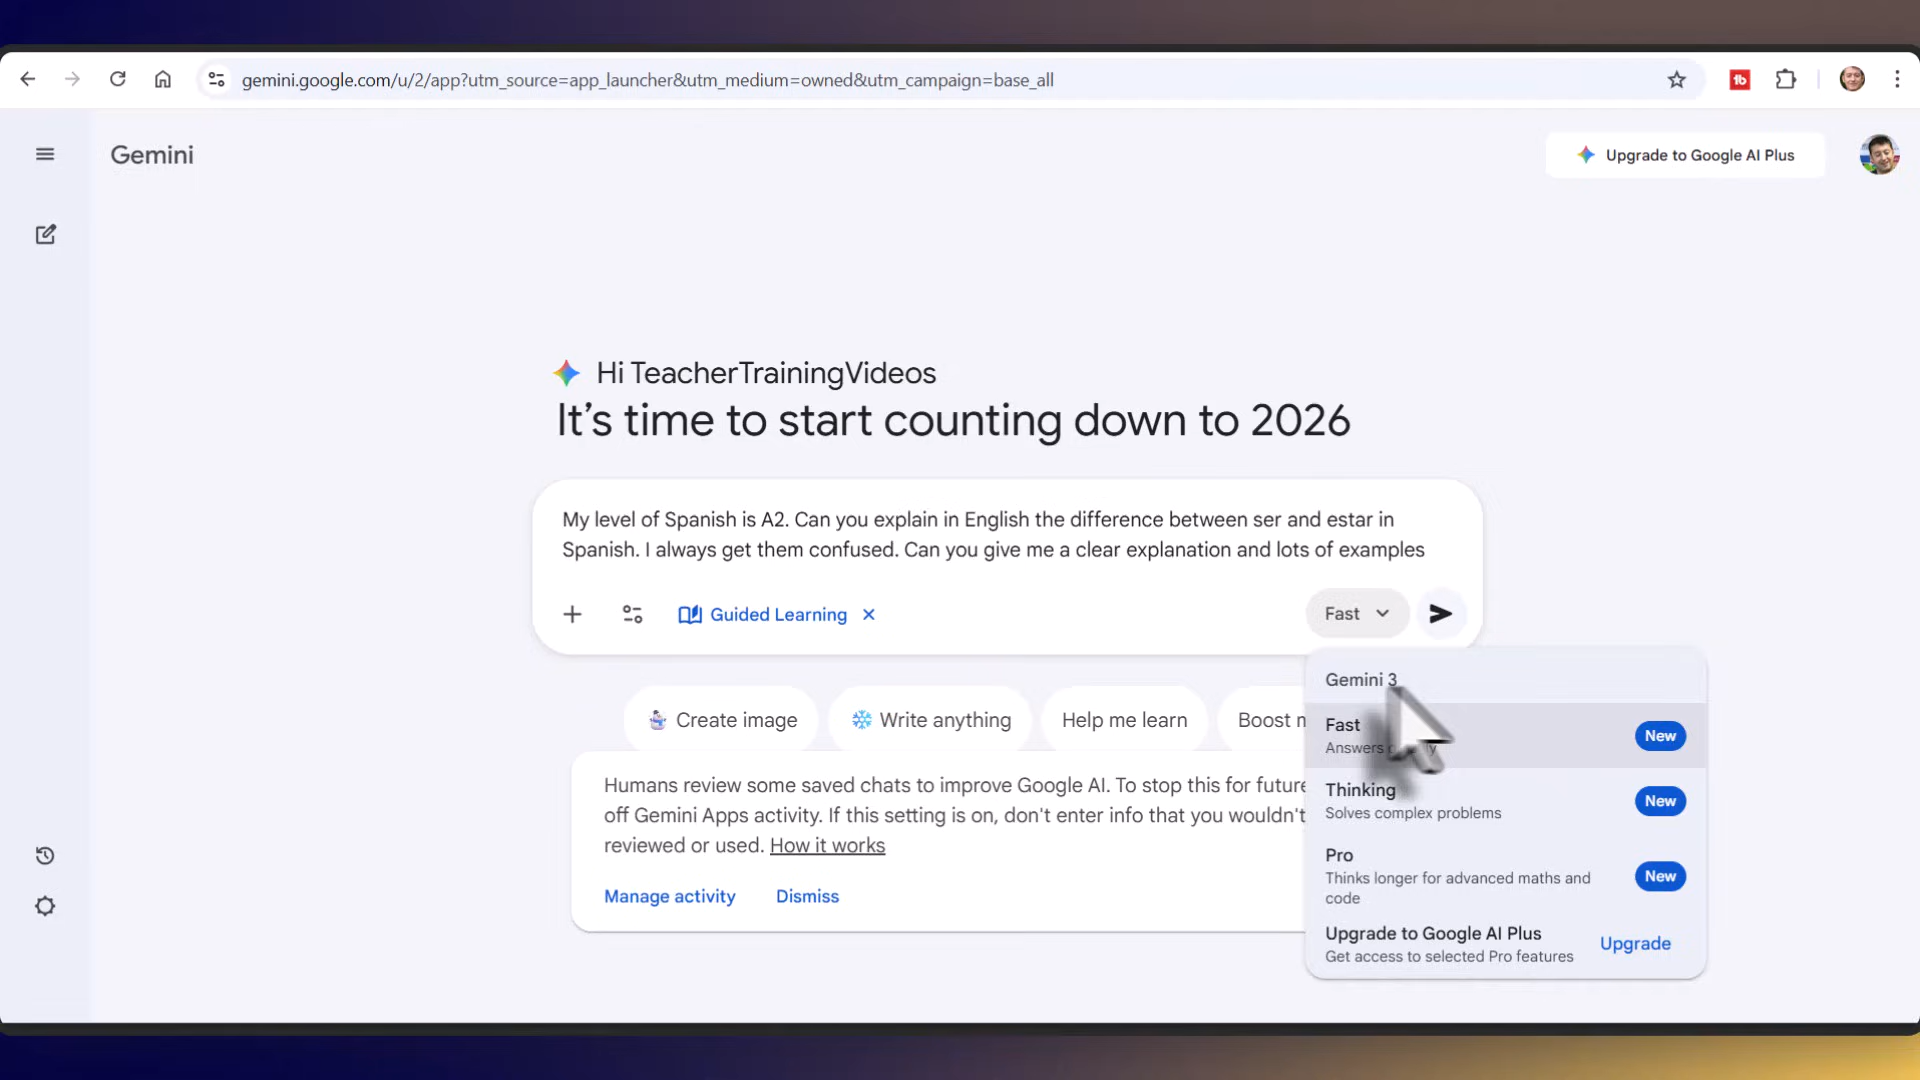 gemini.google.com/u/2/app?utm_source=app_launcher&utm_medium=owned&utm_campaign=base_all
Gemini
Upgrade to Google AI Plus
Hi TeacherTrainingVideos
It's time to start counting down to 2026
My level of Spanish is A2. Can you explain in English the difference between ser and estar in
Spanish. I always get them confused. Can you give me a clear explanation and lots of examples
Guided Learning
Fast
Gemini 3
Create image
Write anything
Help me learn
Boost
Fast
New
Answers
Humans review some saved chats to improve Google AI. To stop this for future
off Gemini Apps activity. If this setting is on, don't enter info that you wouldn't
reviewed or used. How it works
Thinking
New
Solves complex problems
Pro
Thinks longer for advanced maths and
code
New
Manage activity
Dismiss
Upgrade to Google AI Plus
Get access to selected Pro features
Upgrade